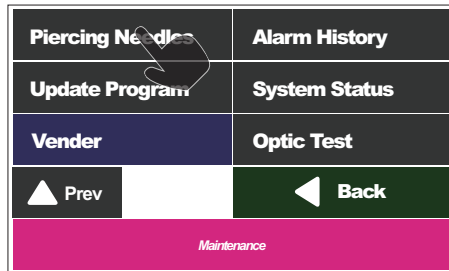 Piercing Needles
Alarm History
Update Program
System Status
Vender
Optic Test
Prev
Back
Maintenance